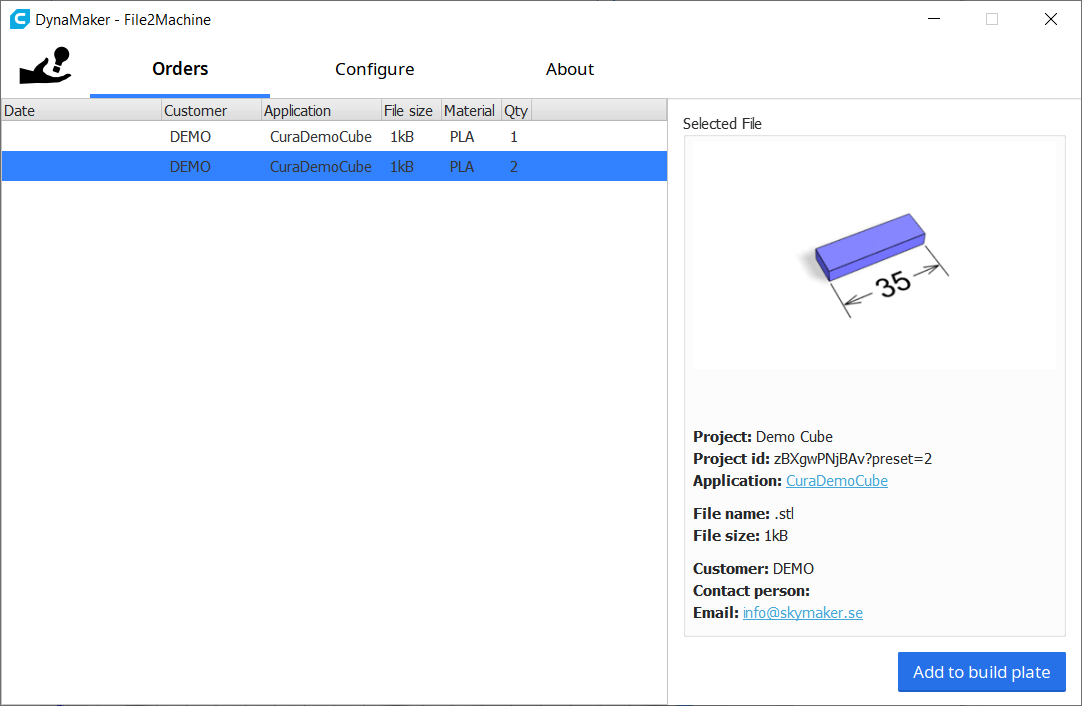 DynaMaker - File2Machine
Orders Configure About
Date Customer Application File size Material Qty
DEMO CuraDemoCube 1kB PLA 1
DEMO CuraDemoCube 1kB PLA 2
Selected File
35
Project: Demo Cube
Project id: zBXgwPNjBAv?preset=2
Application: CuraDemoCube
File name: .stl
File size: 1kB
Customer: DEMO
Contact person:
Email: info@skymaker.se
Add to build plate